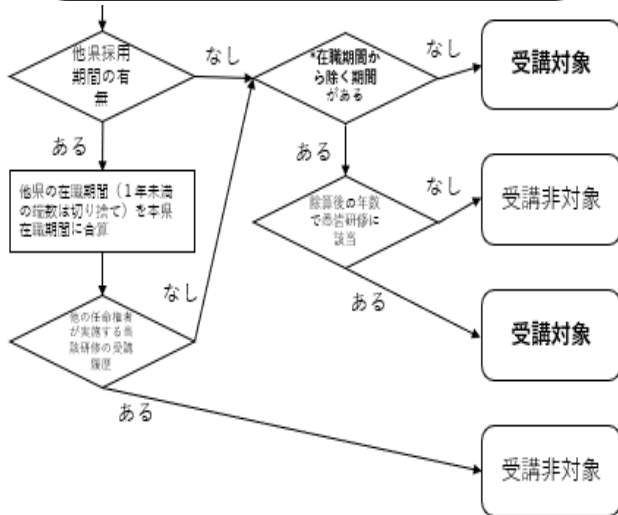 他県採用
期間の有
無
なし
ある
他県の在職期間（１年未満
の端数は切り捨て）を本県
在職期間に合算
他の任命権者
が実施する当
該研修の受講
履歴
なし
ある
*在職期間か
ら除く期間
がある
なし
受講対象
ある
除算後の年数
で
研修に
該当
なし
受講非対象
ある
受講対象
受講非対象